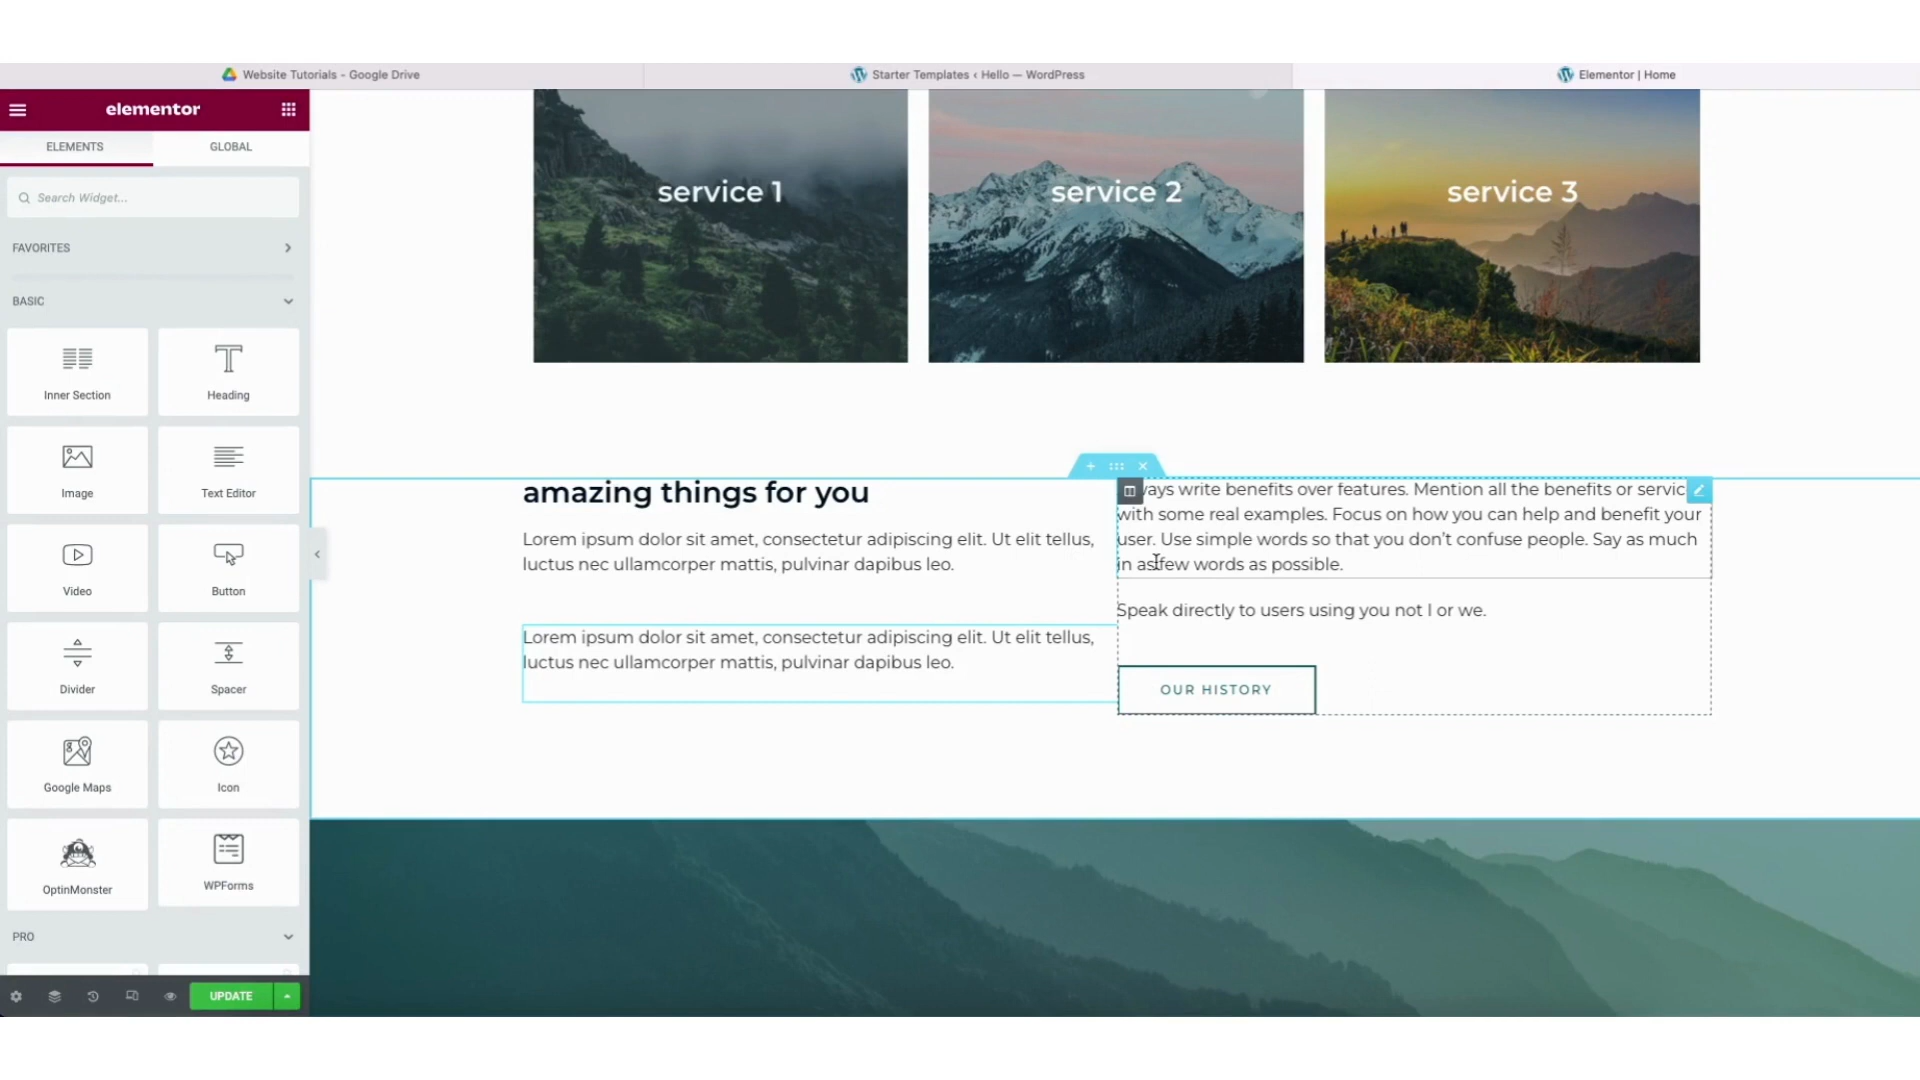 Website Tutorials - Google Drive
Starter Templates ‹ Hello — WordPress
Elementor | Home
elementor
ELEMENTS
GLOBAL
Search Widget...
FAVORITES
BASIC
Inner Section
Heading
Image
Text Editor
Video
Button
Divider
Spacer
Google Maps
Icon
OptinMonster
WPForms
PRO
UPDATE
service 1
service 2
service 3
amazing things for you
Lorem ipsum dolor sit amet, consectetur adipiscing elit. Ut elit tellus,
luctus nec ullamcorper mattis, pulvinar dapibus leo.
Lorem ipsum dolor sit amet, consectetur adipiscing elit. Ut elit tellus,
luctus nec ullamcorper mattis, pulvinar dapibus leo.
write benefits over features. Mention all the benefits or servic
with some real examples. Focus on how you can help and benefit your
user. Use simple words so that you don’t confuse people. Say as much
in as few words as possible.
Speak directly to users using you not I or we.
OUR HISTORY